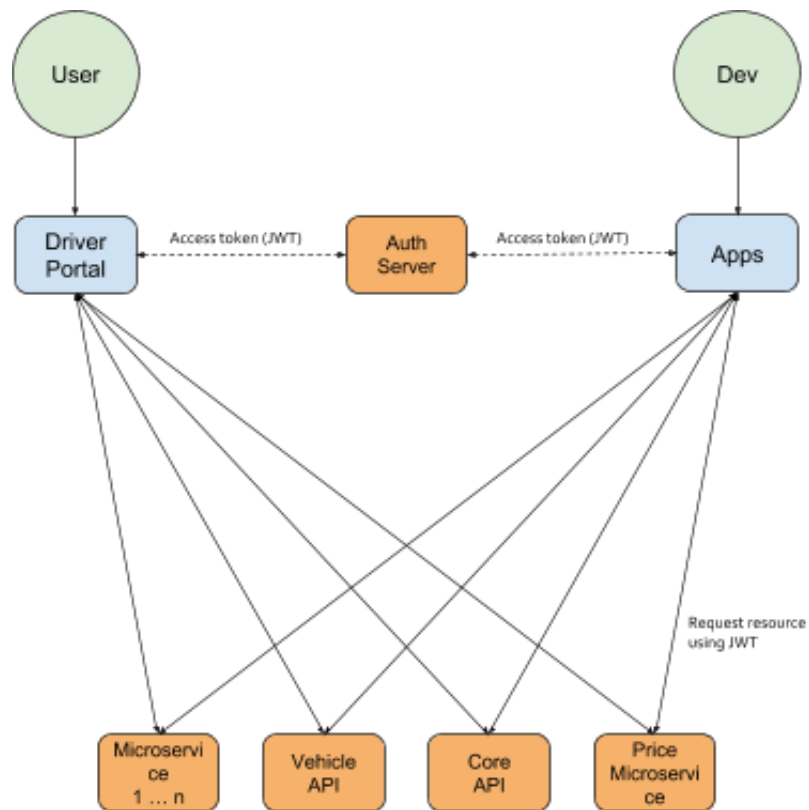 User
Dev
Driver
Portal
Access token (JWT)
Auth
Server
Access token (JWT)
Apps
Request resource
using JWT
Microservi
ce
1 ... n
Vehicle
API
Core
API
Price
Microservi
ce